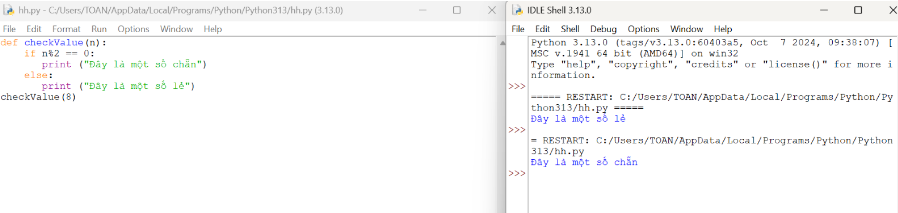 hh.py - C:/Users/TOAN/AppData/Local/Programs/Python/Python313/hh.py (3.13.0)
File Edit Format Run Options Window Help
def checkValue(n):
    if n%2 == 0:
        print ("Đây là một số chẵn")
    else:
        print ("Đây là một số lẻ")
checkValue(8)
IDLE Shell 3.13.0
File Edit Shell Debug Options Window Help
Python 3.13.0 (tags/v3.13.0:60403a5, Oct  7 2024, 09:38:07) [
MSC v.1941 64 bit (AMD64)] on win32
Type "help", "copyright", "credits" or "license()" for more i
nformation.
>>>
===== RESTART: C:/Users/TOAN/AppData/Local/Programs/Python/Py
thon313/hh.py =====
Đây là một số lẻ
>>>
= RESTART: C:/Users/TOAN/AppData/Local/Programs/Python/Python
313/hh.py
Đây là một số chẵn
>>>